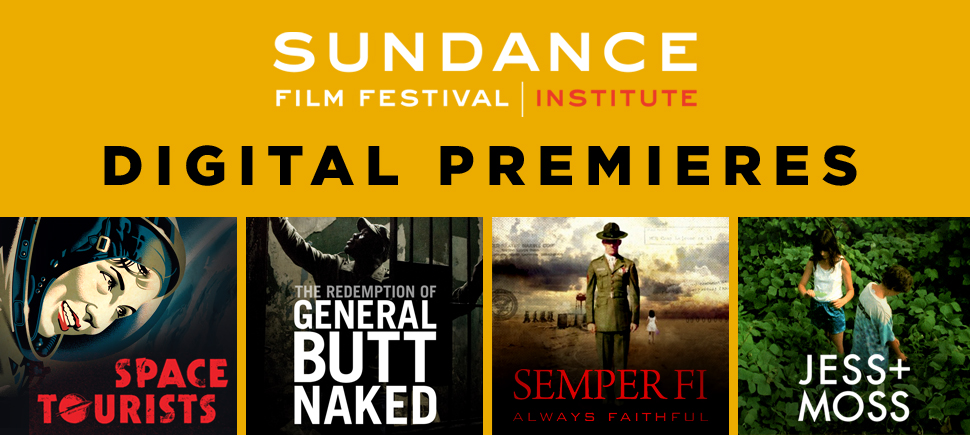 SUNDANCE
FILM FESTIVAL | INSTITUTE
DIGITAL PREMIERES
SPACE
TOURISTS
THE REDEMPTION OF
GENERAL
BUTT
NAKED
SEMPER FI
ALWAYS FAITHFUL
JESS+
MOSS